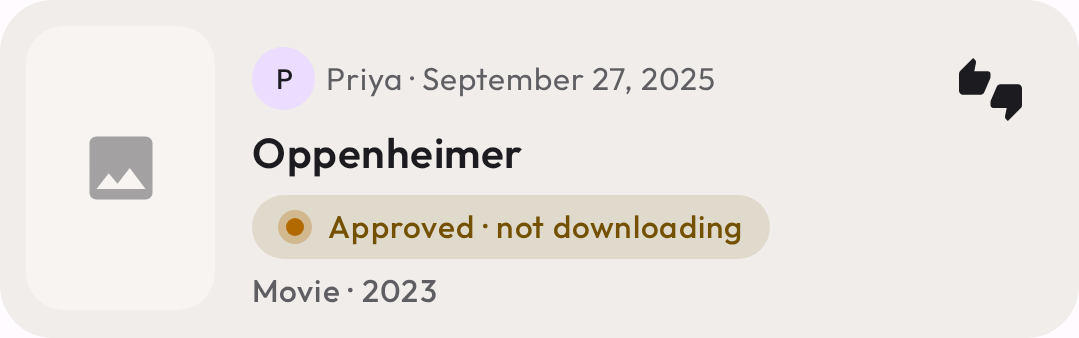 P Priya · September 27, 2025
Oppenheimer
Approved · not downloading
Movie · 2023